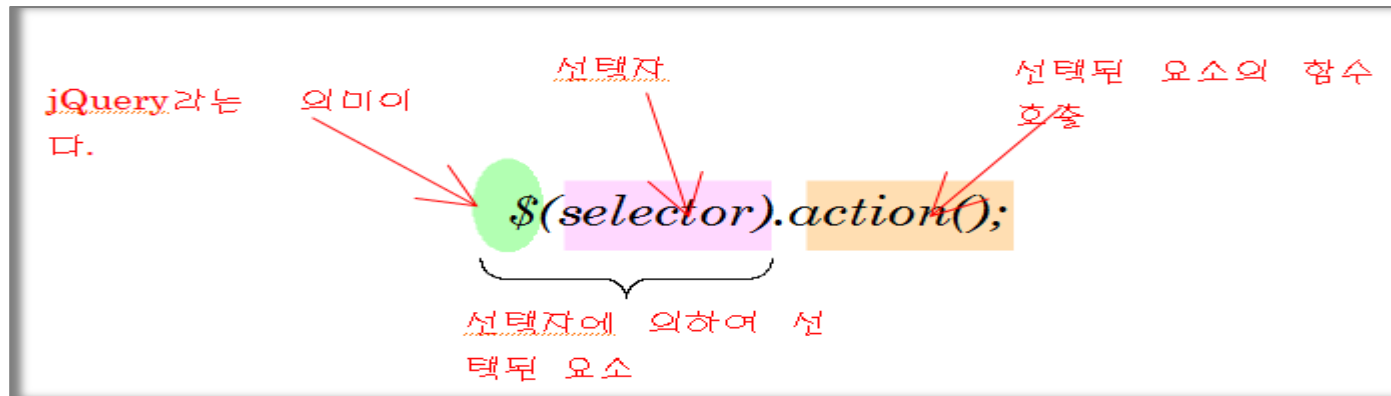 jQuery라는 의미이
다.
선택자
선택된 요소의 함수
호출
$(selector).action();
선택자에 의하여 선
택된 요소